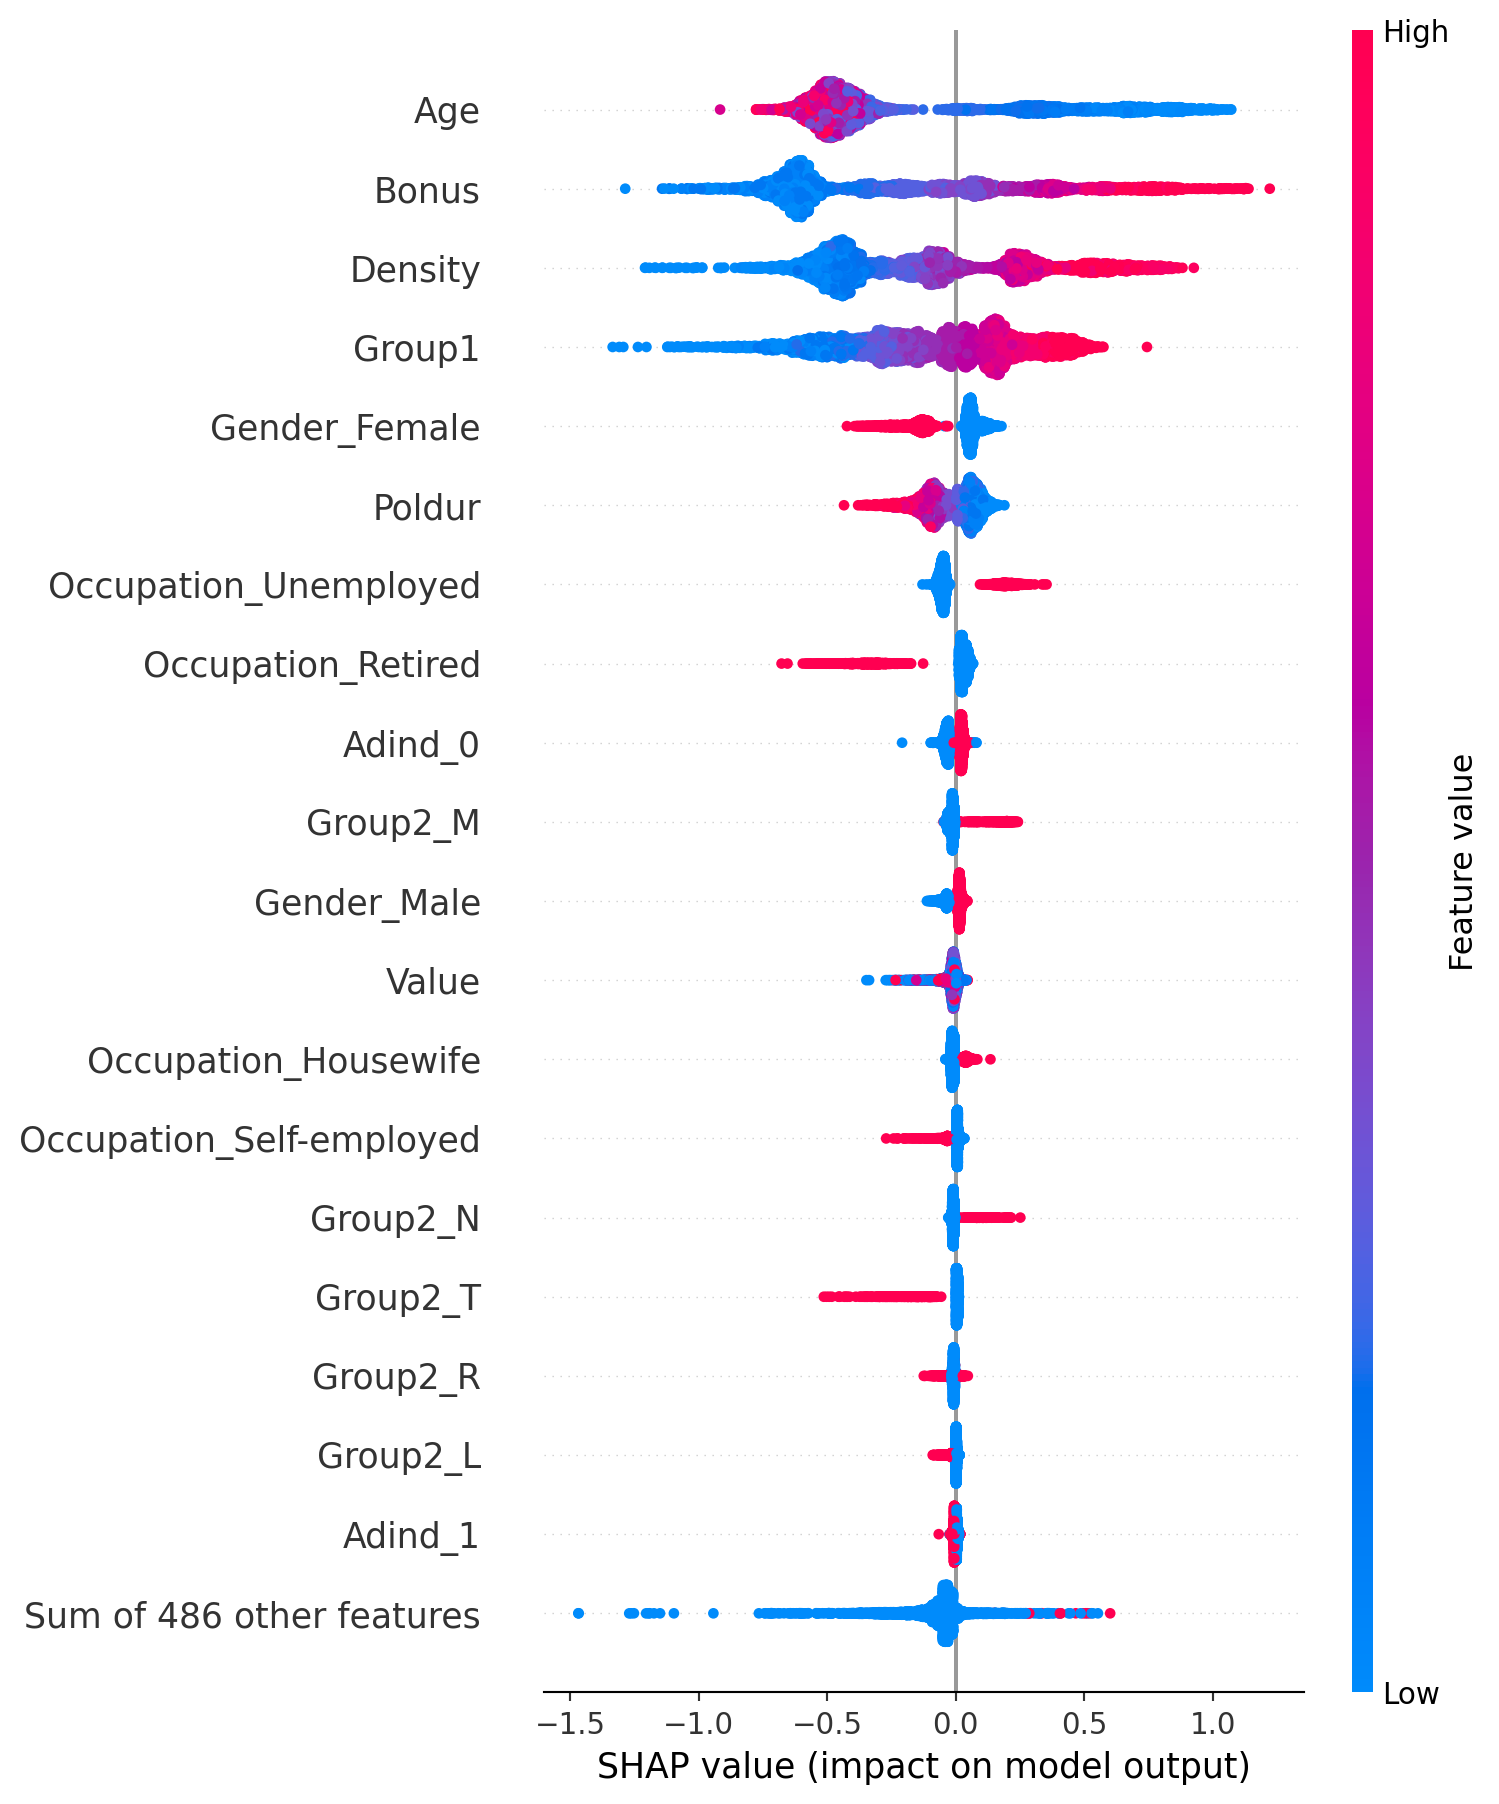 High
Age
Bonus
Density
Group1
Gender_Female
Poldur
Occupation_Unemployed
Occupation_Retired
Adind_0
Group2_M
Gender_Male
Value
Occupation_Housewife
Occupation_Self-employed
Group2_N
Group2_T
Group2_R
Group2_L
Adind_1
Sum of 486 other features
Feature value
Low
−1.5 −1.0 −0.5 0.0 0.5 1.0
SHAP value (impact on model output)